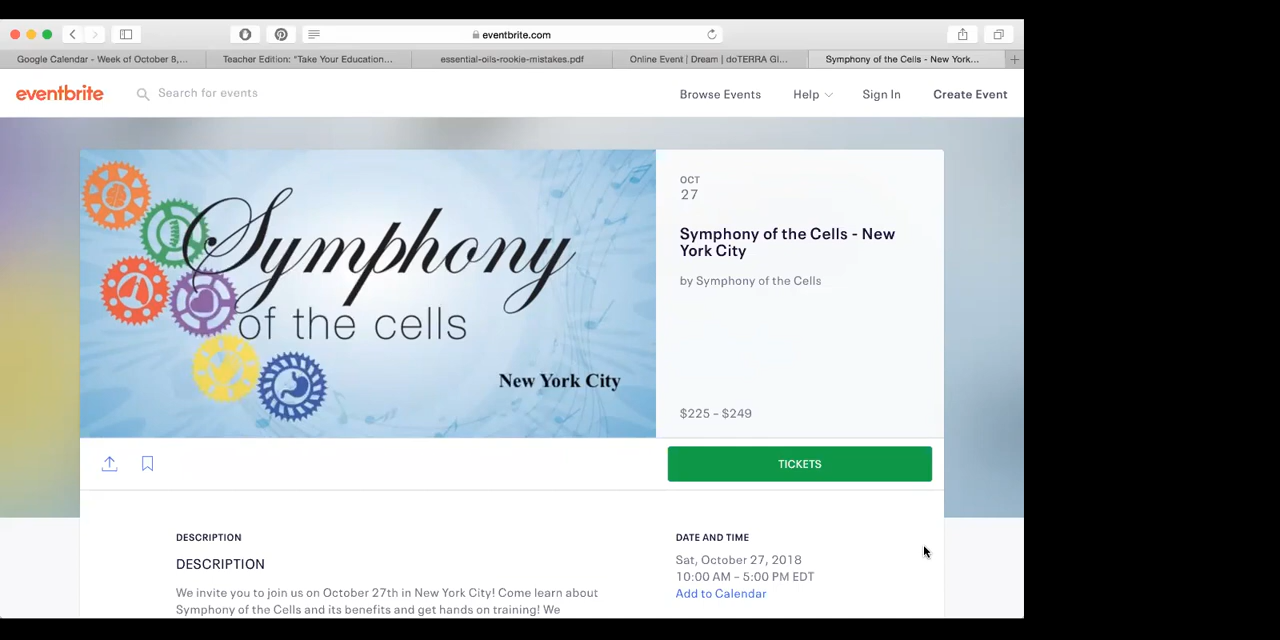 eventbrite.com
Google Calendar - Week of October 8,...
Teacher Edition: "Take Your Education...
essential-oils-rookie-mistakes.pdf
Online Event | Dream | doTERRA Gl...
Symphony of the Cells - New York...
eventbrite
Search for events
Browse Events
Help
Sign In
Create Event
Symphony
of the cells
New York City
OCT
27
Symphony of the Cells - New
York City
by Symphony of the Cells
$225 – $249
TICKETS
DESCRIPTION
DESCRIPTION
We invite you to join us on October 27th in New York City! Come learn about
Symphony of the Cells and its benefits and get hands on training! We
DATE AND TIME
Sat, October 27, 2018
10:00 AM – 5:00 PM EDT
Add to Calendar